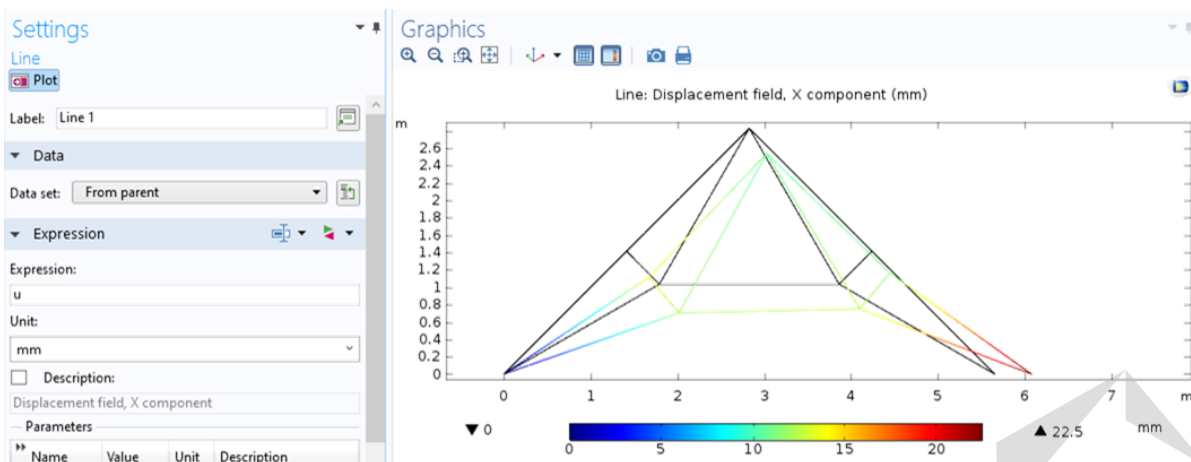 Settings
Line
Plot
Label: Line 1
Data
Data set: From parent
Expression
Expression:
u
Unit:
mm
Description:
Displacement field, X component
Parameters
Name Value Unit Description
Graphics
Line: Displacement field, X component (mm)
m
2.6
2.4
2.2
2
1.8
1.6
1.4
1.2
1
0.8
0.6
0.4
0.2
0
0 1 2 3 4 5 6 7 m
▼ 0 ▲ 22.5 mm
0 5 10 15 20